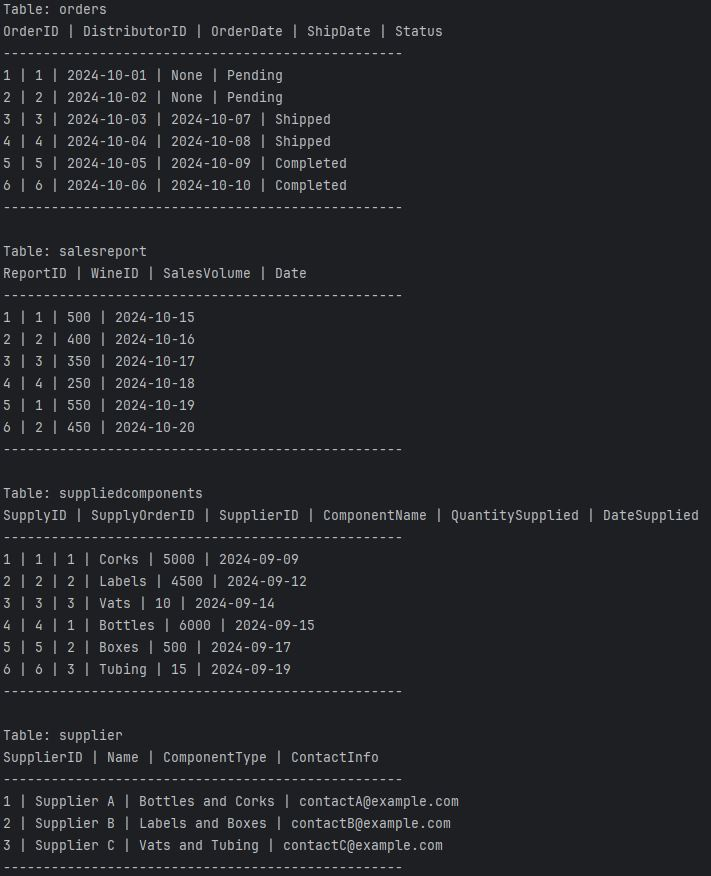 Table: orders
OrderID | DistributorID | OrderDate | ShipDate | Status
--------------------------------------------------
1 | 1 | 2024-10-01 | None | Pending
2 | 2 | 2024-10-02 | None | Pending
3 | 3 | 2024-10-03 | 2024-10-07 | Shipped
4 | 4 | 2024-10-04 | 2024-10-08 | Shipped
5 | 5 | 2024-10-05 | 2024-10-09 | Completed
6 | 6 | 2024-10-06 | 2024-10-10 | Completed
--------------------------------------------------
Table: salesreport
ReportID | WineID | SalesVolume | Date
--------------------------------------------------
1 | 1 | 500 | 2024-10-15
2 | 2 | 400 | 2024-10-16
3 | 3 | 350 | 2024-10-17
4 | 4 | 250 | 2024-10-18
5 | 1 | 550 | 2024-10-19
6 | 2 | 450 | 2024-10-20
--------------------------------------------------
Table: suppliedcomponents
SupplyID | SupplyOrderID | SupplierID | ComponentName | QuantitySupplied | DateSupplied
--------------------------------------------------
1 | 1 | 1 | Corks | 5000 | 2024-09-09
2 | 2 | 2 | Labels | 4500 | 2024-09-12
3 | 3 | 3 | Vats | 10 | 2024-09-14
4 | 4 | 1 | Bottles | 6000 | 2024-09-15
5 | 5 | 2 | Boxes | 500 | 2024-09-17
6 | 6 | 3 | Tubing | 15 | 2024-09-19
--------------------------------------------------
Table: supplier
SupplierID | Name | ComponentType | ContactInfo
--------------------------------------------------
1 | Supplier A | Bottles and Corks | contactA@example.com
2 | Supplier B | Labels and Boxes | contactB@example.com
3 | Supplier C | Vats and Tubing | contactC@example.com
--------------------------------------------------